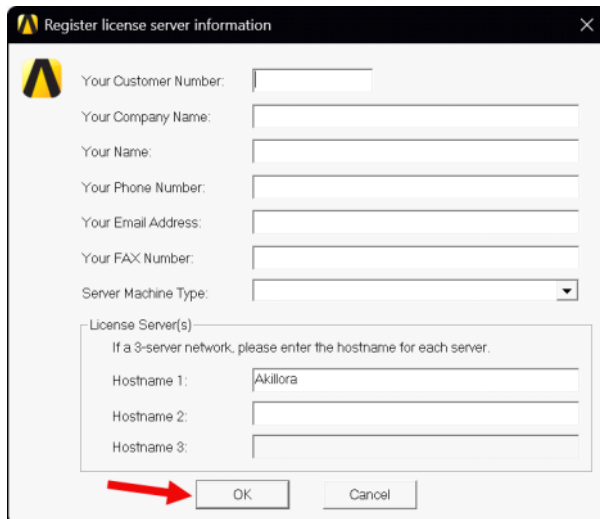 Register license server information
Your Customer Number:
Your Company Name:
Your Name:
Your Phone Number:
Your Email Address:
Your FAX Number:
Server Machine Type:
License Server(s)
If a 3-server network, please enter the hostname for each server.
Hostname 1: Akillora
Hostname 2:
Hostname 3:
OK Cancel